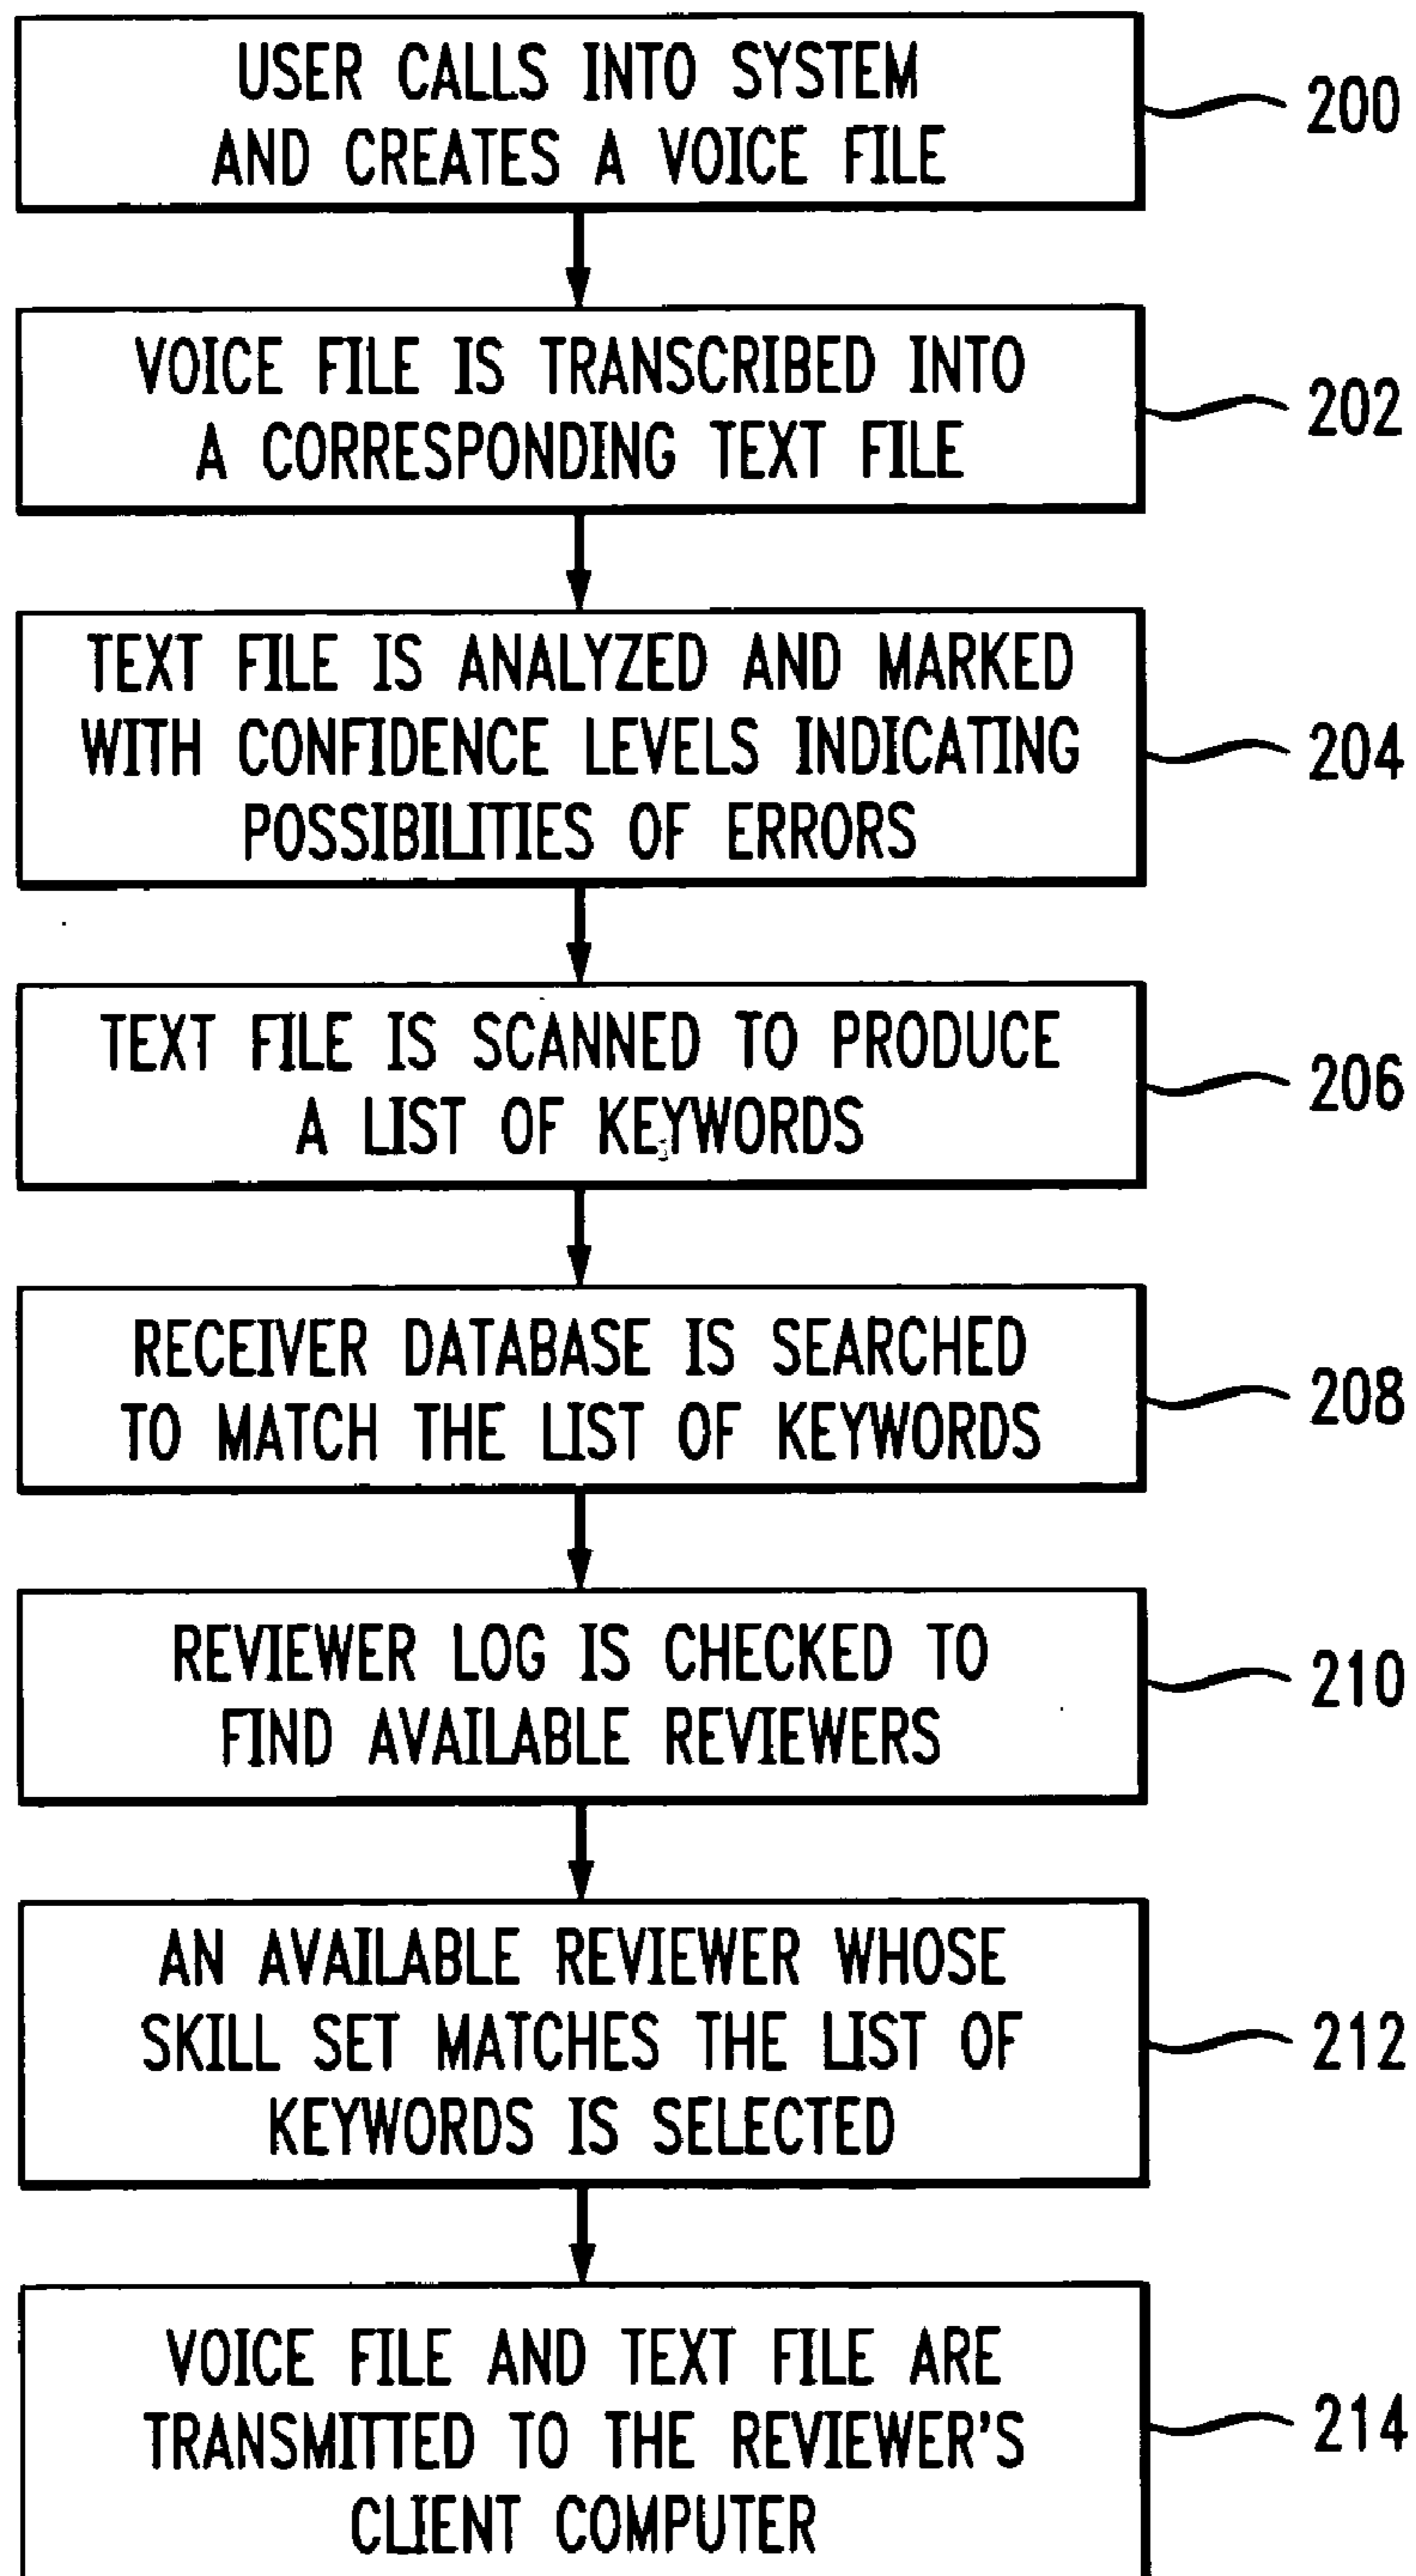 USER CALLS INTO SYSTEM
AND CREATES A VOICE FILE
200
VOICE FILE IS TRANSCRIBED INTO
A CORRESPONDING TEXT FILE
202
TEXT FILE IS ANALYZED AND MARKED
WITH CONFIDENCE LEVELS INDICATING
POSSIBILITIES OF ERRORS
204
TEXT FILE IS SCANNED TO PRODUCE
A LIST OF KEYWORDS
206
RECEIVER DATABASE IS SEARCHED
TO MATCH THE LIST OF KEYWORDS
208
REVIEWER LOG IS CHECKED TO
FIND AVAILABLE REVIEWERS
210
AN AVAILABLE REVIEWER WHOSE
SKILL SET MATCHES THE LIST OF
KEYWORDS IS SELECTED
212
VOICE FILE AND TEXT FILE ARE
TRANSMITTED TO THE REVIEWER'S
CLIENT COMPUTER
214